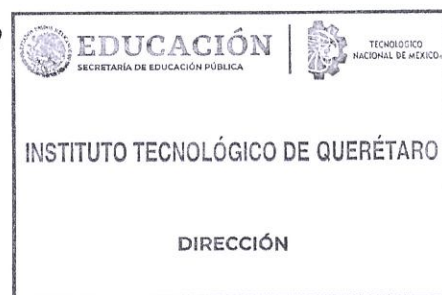 EDUCACIÓN
SECRETARÍA DE EDUCACIÓN PÚBLICA
TECNOLÓGICO
NACIONAL DE MÉXICO
INSTITUTO TECNOLÓGICO DE QUERÉTARO
DIRECCIÓN